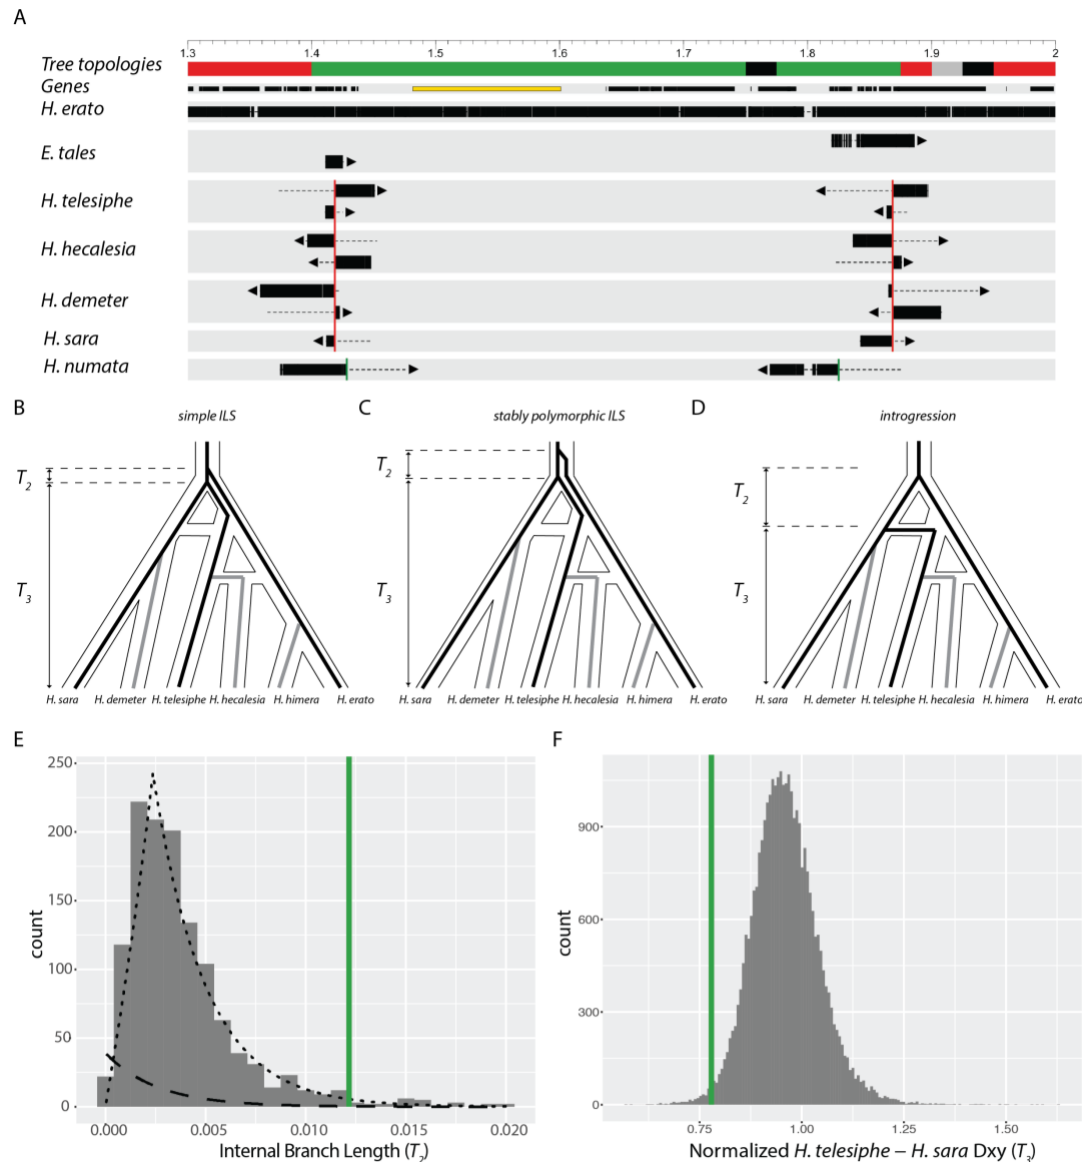 A
1.3 1.4 1.5 1.6 1.7 1.8 1.9 2
Tree topologies
Genes
H. erato
E. tales
H. telesiphe
H. hecalesia
H. demeter
H. sara
H. numata
B simple ILS
C stably polymorphic ILS
D introgression
T2
T3
H. sara H. demeter H. telesiphe H. hecalesia H. himera H. erato
T2
T3
H. sara H. demeter H. telesiphe H. hecalesia H. himera H. erato
T2
T3
H. sara H. demeter H. telesiphe H. hecalesia H. himera H. erato
E
250
200
150
100
50
0
count
0.000 0.005 0.010 0.015 0.020
Internal Branch Length (T2)
F
900
600
300
0
count
0.75 1.00 1.25 1.50
Normalized H. telesiphe – H. sara Dxy (T3)